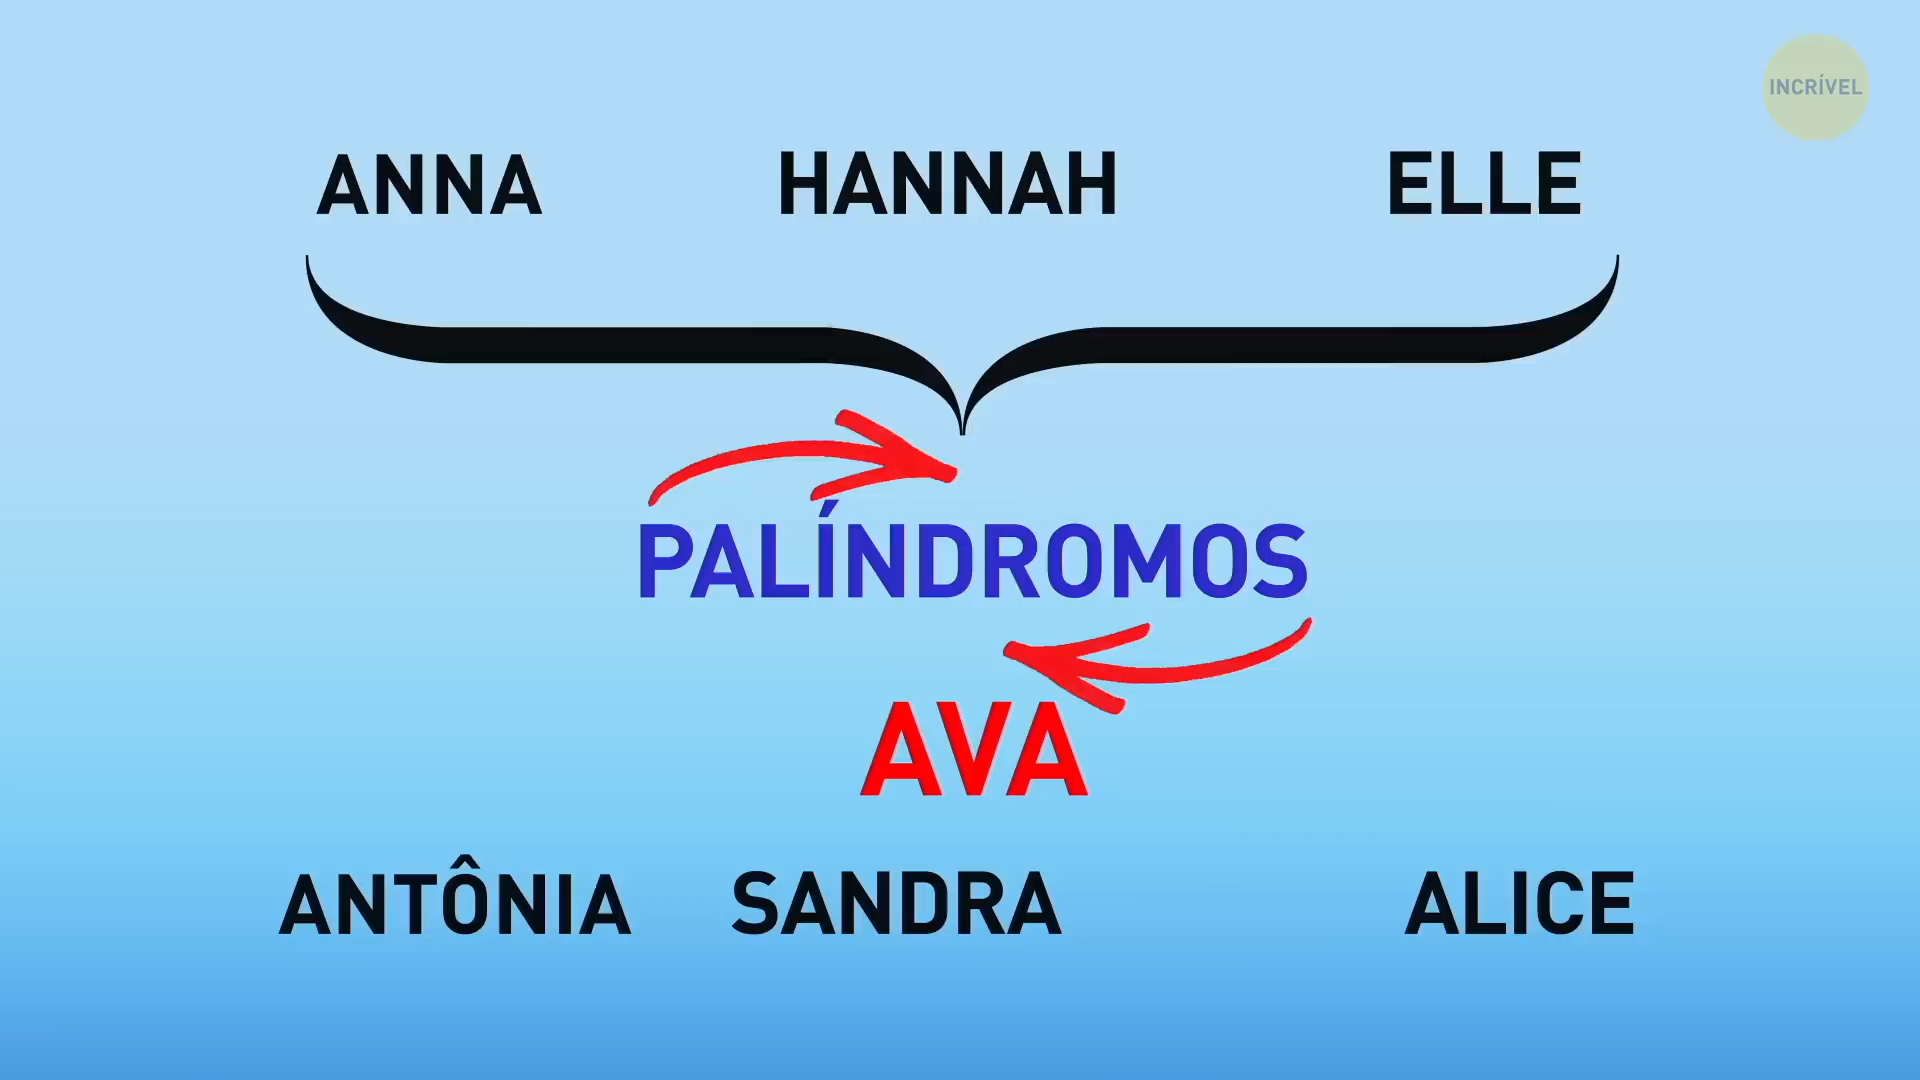 INCRÍVEL
ANNA HANNAH ELLE
PALÍNDROMOS
AVA
ANTÔNIA SANDRA ALICE